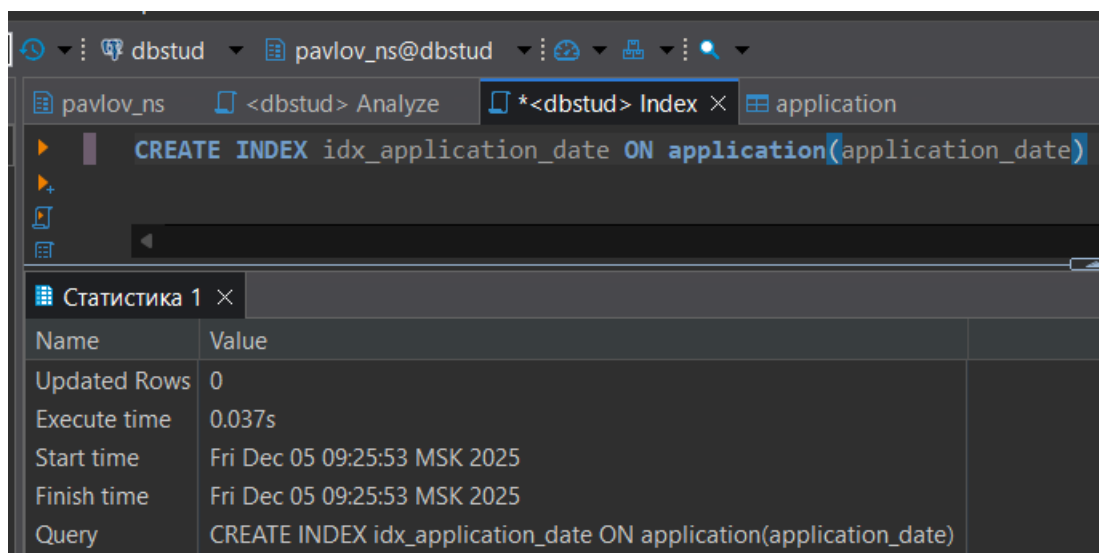 dbstud pavlov_ns@dbstud
pavlov_ns <dbstud> Analyze *<dbstud> Index application
CREATE INDEX idx_application_date ON application(application_date)
Статистика 1
Name Value
Updated Rows 0
Execute time 0.037s
Start time Fri Dec 05 09:25:53 MSK 2025
Finish time Fri Dec 05 09:25:53 MSK 2025
Query CREATE INDEX idx_application_date ON application(application_date)